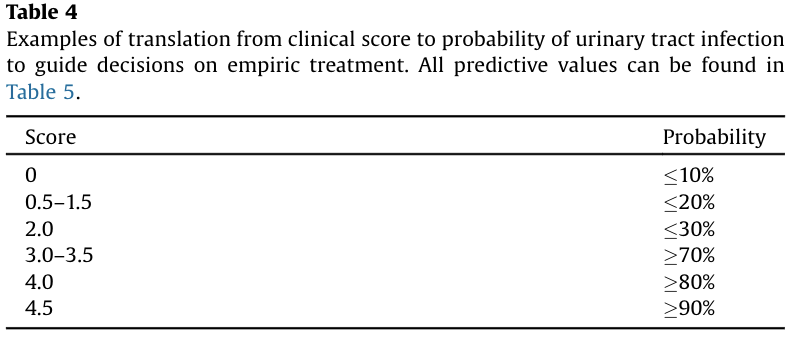 Table 4
Examples of translation from clinical score to probability of urinary tract infection
to guide decisions on empiric treatment. All predictive values can be found in
Table 5.
Score Probability
0 ≤10%
0.5–1.5 ≤20%
2.0 ≤30%
3.0–3.5 ≥70%
4.0 ≥80%
4.5 ≥90%